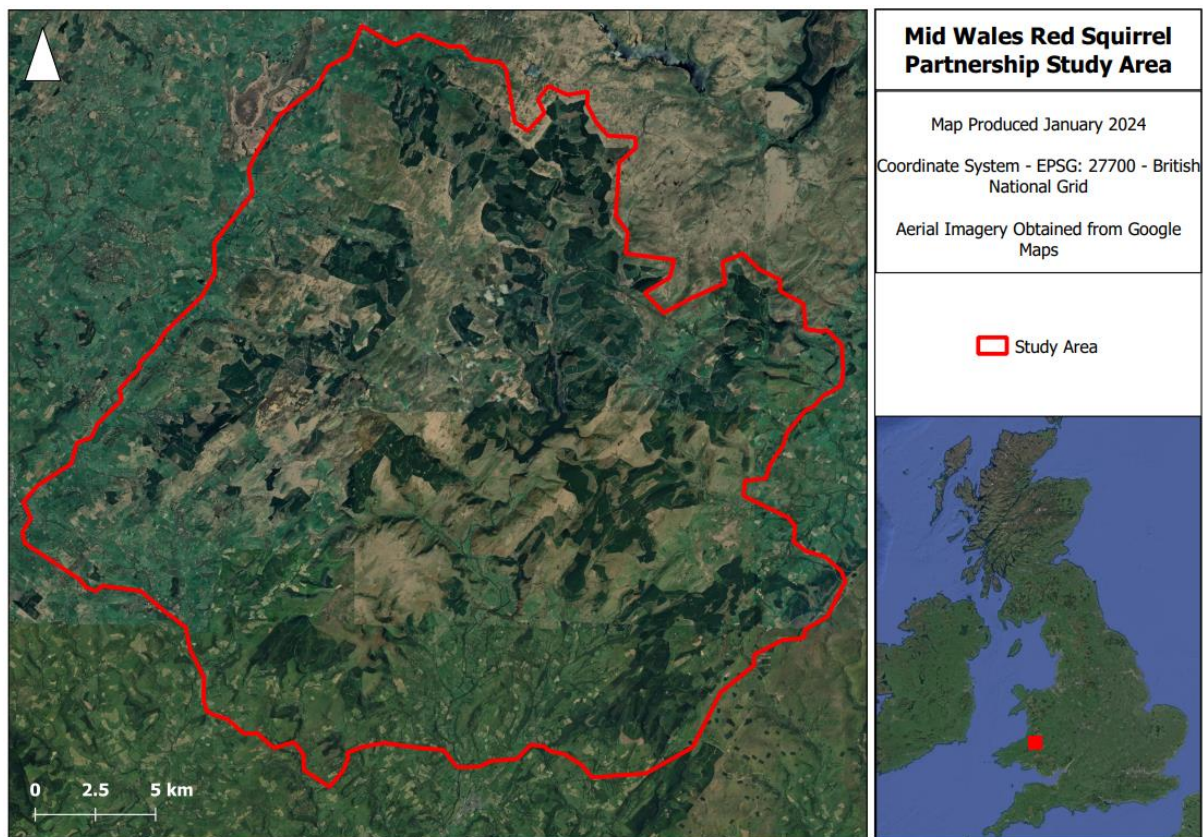 Mid Wales Red Squirrel
Partnership Study Area
Map Produced January 2024
Coordinate System - EPSG: 27700 - British
National Grid
Aerial Imagery Obtained from Google
Maps
Study Area
0 2.5 5 km